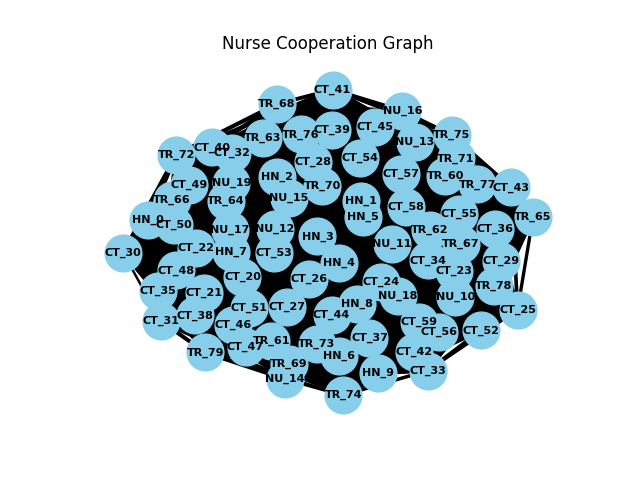 Nurse Cooperation Graph
CT_41
TR_68
NU_16
CT_45
TR_63
TR_76
CT_39
TR_75
NU_13
CT_40
CT_32
TR_72
CT_54
TR_71
CT_28
CT_57
TR_60
HN_2
NU_19
CT_49
TR_70
TR_77
CT_43
NU_15
TR_66
TR_64
HN_1
CT_58
CT_55
HN_5
TR_65
HN_0
CT_50
NU_17
NU_12
CT_36
TR_62
HN_3
NU_11
TR_67
CT_22
HN_7
CT_53
CT_30
CT_34
CT_29
HN_4
CT_48
CT_23
CT_20
CT_26
CT_24
TR_78
CT_35
CT_21
NU_18
NU_10
HN_8
CT_51
CT_27
CT_25
CT_38
CT_44
CT_31
CT_59
CT_46
CT_56
CT_52
CT_37
TR_61
TR_73
CT_47
TR_79
CT_42
HN_6
TR_69
CT_33
HN_9
NU_14
TR_74